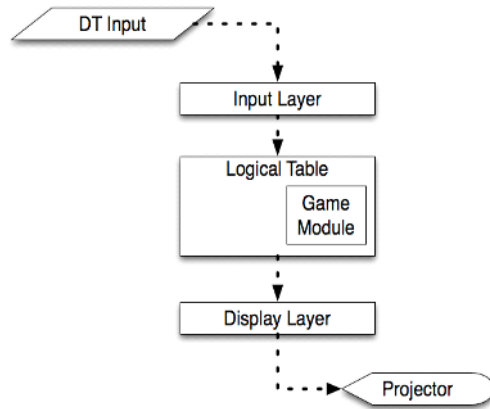 DT Input
Input Layer
Logical Table
Game
Module
Display Layer
Projector